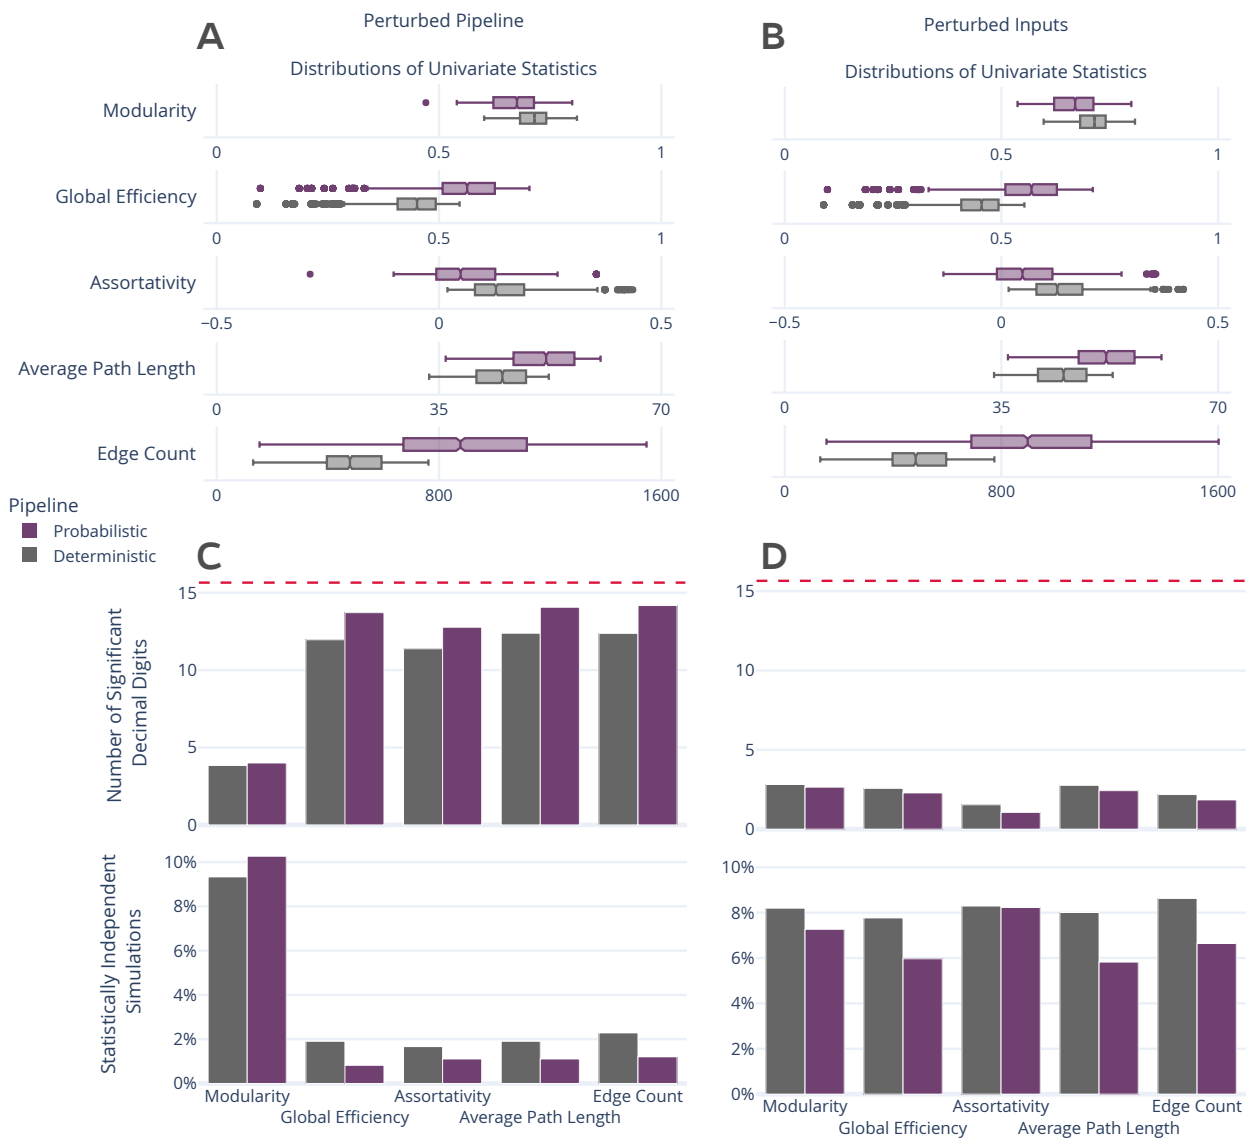 A
Perturbed Pipeline
B
Perturbed Inputs
Distributions of Univariate Statistics
Distributions of Univariate Statistics
Modularity
0
0.5
1
0
0.5
1
Global Efficiency
0
0.5
1
0
0.5
1
Assortativity
−0.5
0
0.5
−0.5
0
0.5
Average Path Length
0
35
70
0
35
70
Edge Count
0
800
1600
0
800
1600
Pipeline
Probabilistic
Deterministic
C
Number of Significant
Decimal Digits
15
10
5
0
D
15
10
5
0
Statistically Independent
Simulations
10%
8%
6%
4%
2%
0%
Modularity
Global Efficiency
Assortativity
Average Path Length
Edge Count
10%
8%
6%
4%
2%
0%
Modularity
Global Efficiency
Assortativity
Average Path Length
Edge Count